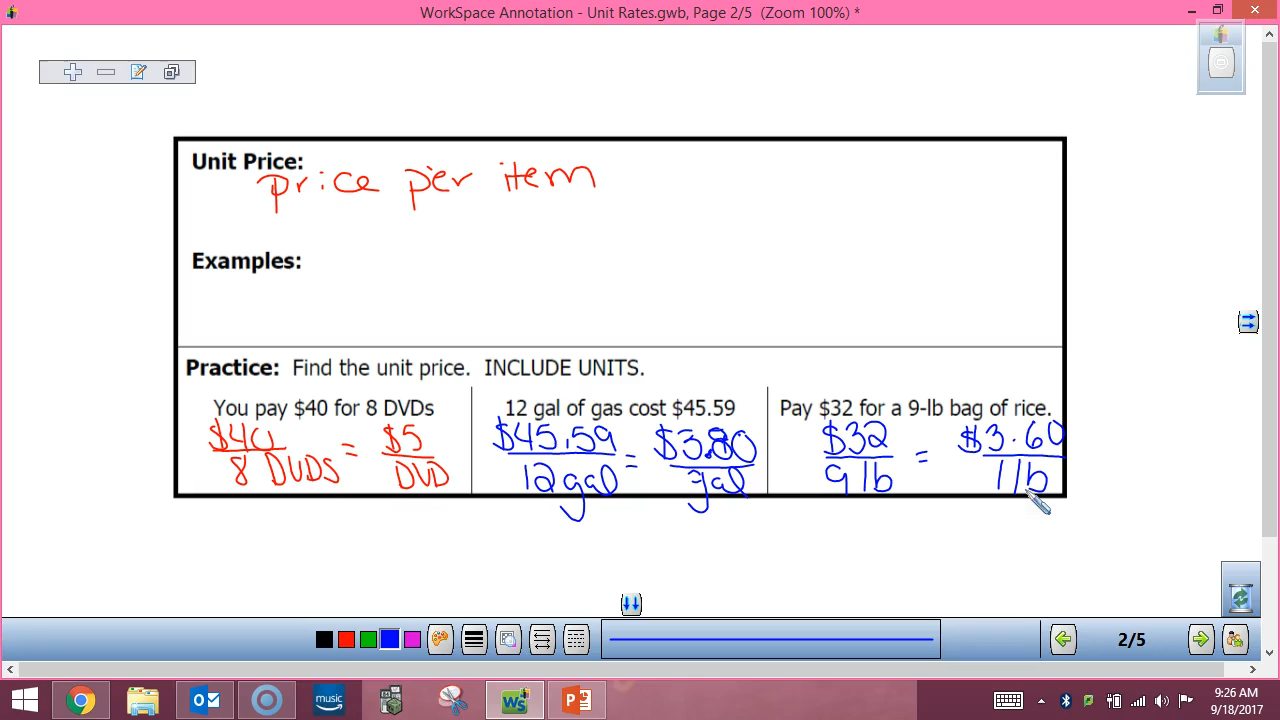 WorkSpace Annotation - Unit Rates.gwb, Page 2/5 (Zoom 100%) *
Unit Price:
price per item
Examples:
Practice: Find the unit price. INCLUDE UNITS.
You pay $40 for 8 DVDs
$40 / 8 DVDS = $5 / DVD
12 gal of gas cost $45.59
$45.59 / 12 gal = $3.80 / gal
Pay $32 for a 9-lb bag of rice.
$32 / 9 lb = $3.60 / 1 lb
2/5
music
WS
9:26 AM
9/18/2017